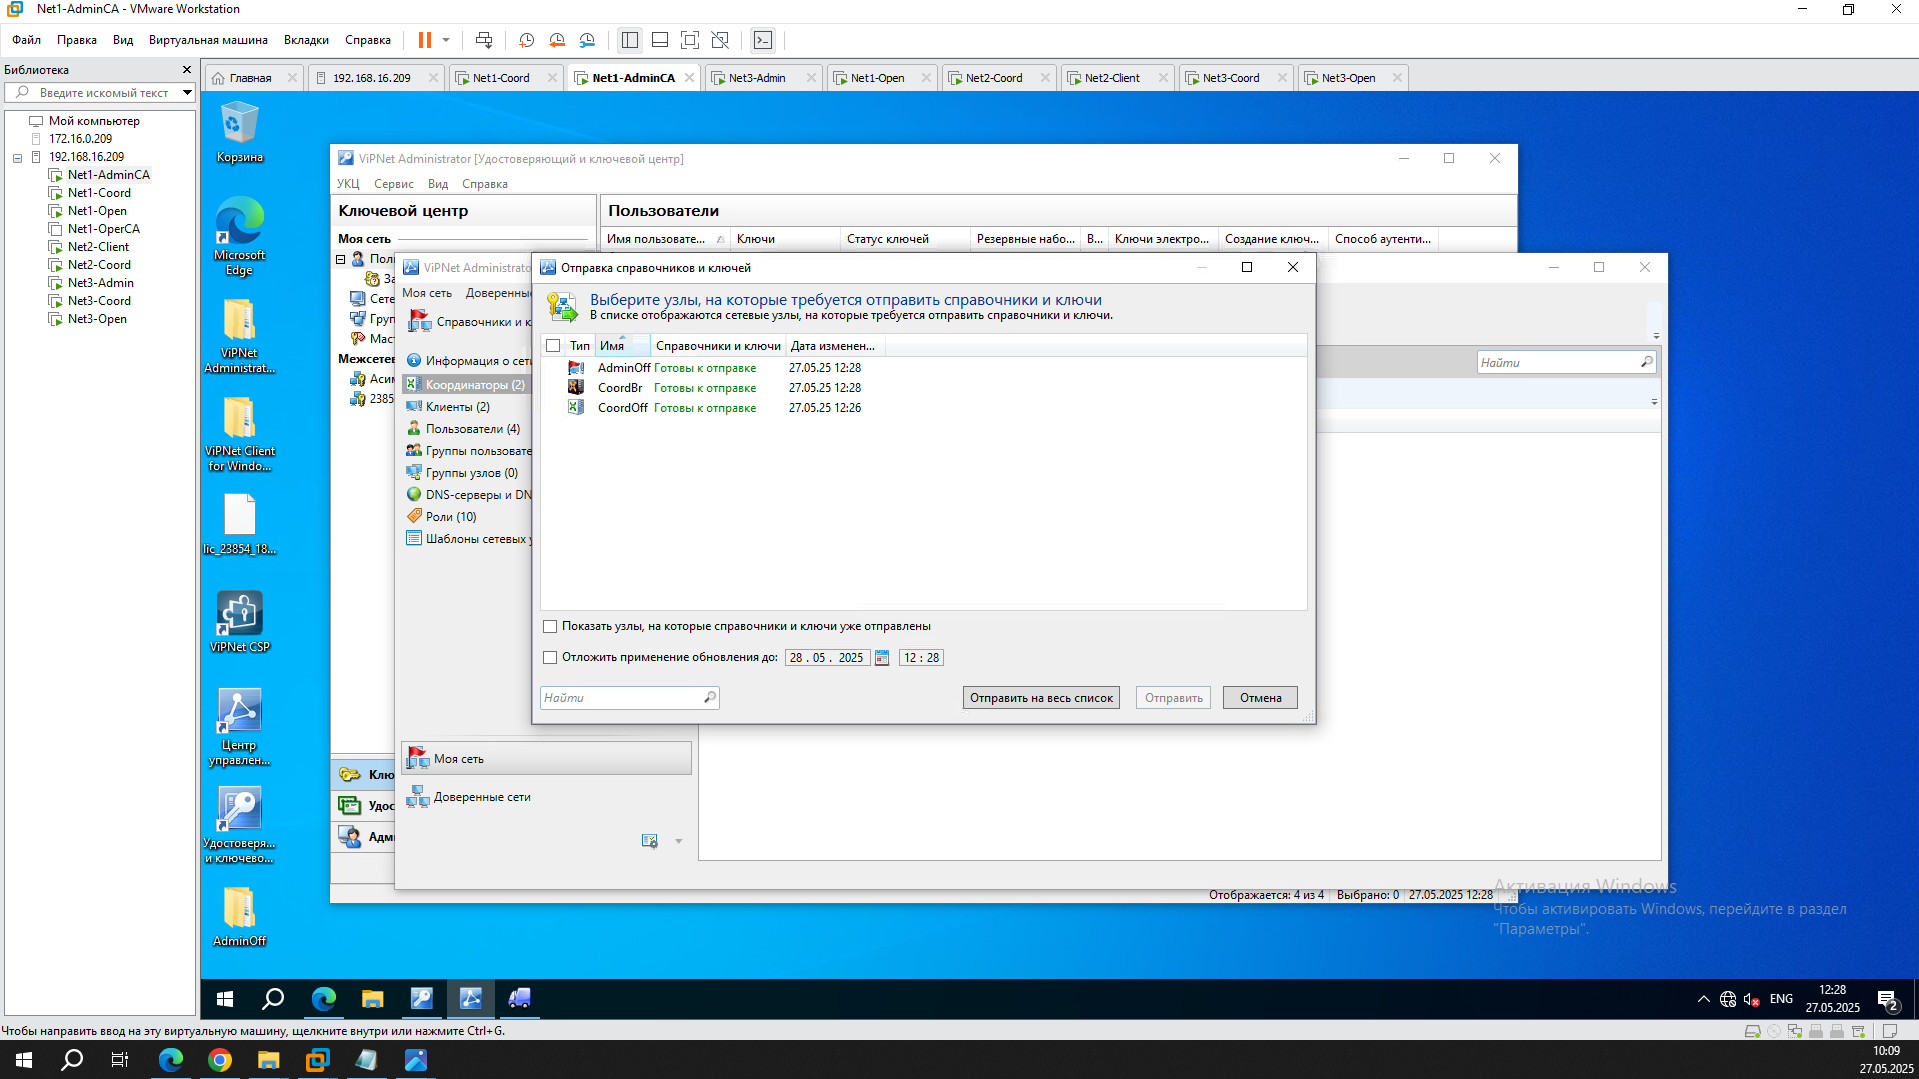 Net1-AdminCA - VMware Workstation
Файл Правка Вид Виртуальная машина Вкладки Справка
Библиотека
Введите искомый текст
Мой компьютер
172.16.0.209
192.168.16.209
Net1-AdminCA
Net1-Coord
Net1-Open
Net1-OperCA
Net2-Client
Net2-Coord
Net3-Admin
Net3-Coord
Net3-Open
Главная 192.168.16.209 Net1-Coord Net1-AdminCA Net3-Admin Net1-Open Net2-Coord Net2-Client Net3-Coord Net3-Open
Корзина
Microsoft
Edge
ViPNet
Administrat...
ViPNet Client
for Windo...
lic_23854_18...
ViPNet CSP
Центр
управлен...
Удостоверя...
и ключево...
AdminOff
ViPNet Administrator [Удостоверяющий и ключевой центр]
УКЦ Сервис Вид Справка
Ключевой центр
Пользователи
Моя сеть
Имя пользовате... Ключи Статус ключей Резервные набо... В... Ключи электро... Создание ключ... Способ аутенти...
Пол
За
Сете
Груп
Маст
Межсетев
Асим
2385
Клю
Удос
Адми
ViPNet Administrato
Моя сеть Доверенны
Справочники и к
Информация о сети
Координаторы (2)
Клиенты (2)
Пользователи (4)
Группы пользовате
Группы узлов (0)
DNS-серверы и DN
Роли (10)
Шаблоны сетевых у
Моя сеть
Доверенные сети
Найти
Отправка справочников и ключей
Выберите узлы, на которые требуется отправить справочники и ключи
В списке отображаются сетевые узлы, на которые требуется отправить справочники и ключи.
Тип Имя Справочники и ключи Дата изменен...
AdminOff Готовы к отправке 27.05.25 12:28
CoordBr Готовы к отправке 27.05.25 12:28
CoordOff Готовы к отправке 27.05.25 12:26
Показать узлы, на которые справочники и ключи уже отправлены
Отложить применение обновления до: 28 . 05 . 2025 12 : 28
Найти
Отправить на весь список Отправить Отмена
Отображается: 4 из 4 Выбрано: 0 27.05.2025 12:28
Активация Windows
Чтобы активировать Windows, перейдите в раздел
"Параметры".
ENG
12:28
27.05.2025
2
Чтобы направить ввод на эту виртуальную машину, щелкните внутри или нажмите Ctrl+G.
10:09
27.05.2025